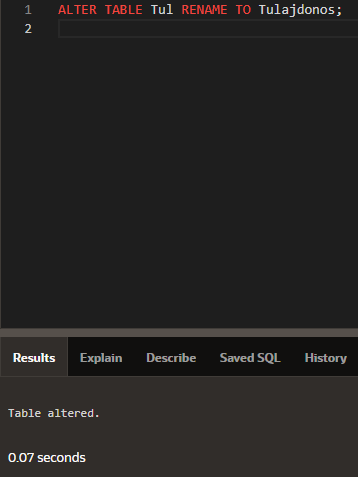 1 ALTER TABLE Tul RENAME TO Tulajdonos;
2
Results Explain Describe Saved SQL History
Table altered.
0.07 seconds